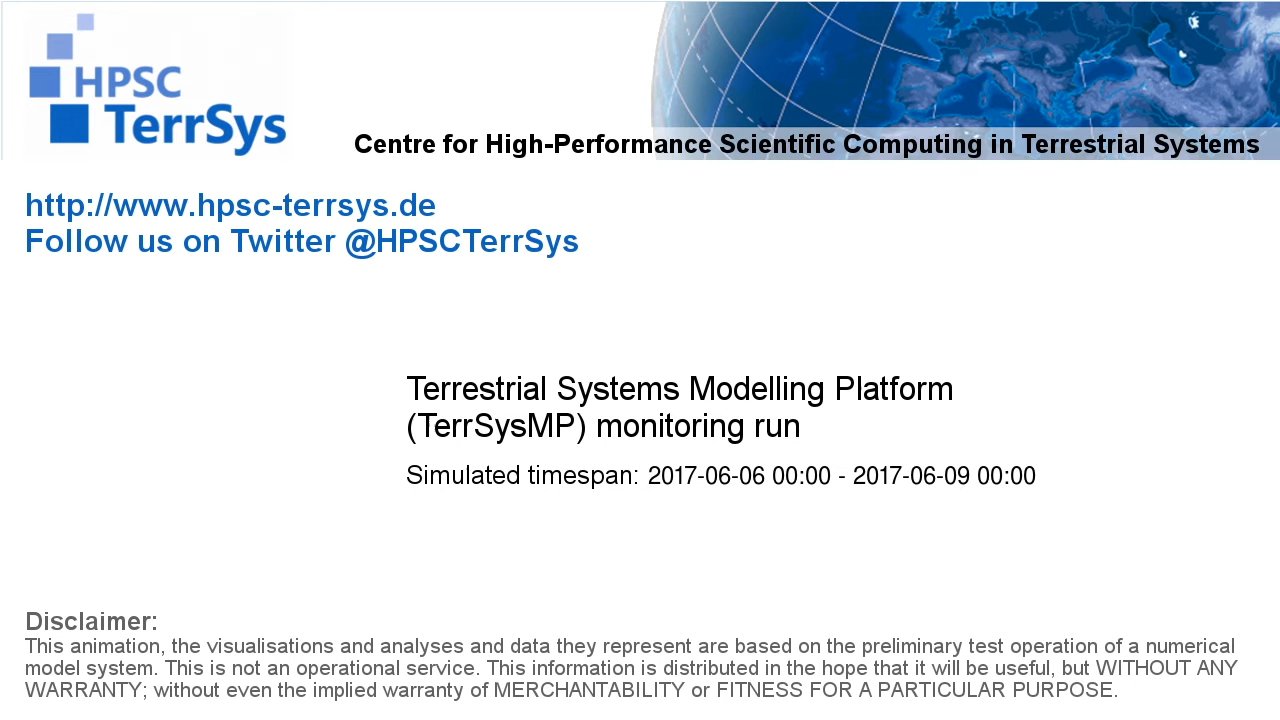 HPSC
TerrSys
Centre for High-Performance Scientific Computing in Terrestrial Systems
http://www.hpsc-terrsys.de
Follow us on Twitter @HPSCTerrSys
Terrestrial Systems Modelling Platform
(TerrSysMP) monitoring run
Simulated timespan: 2017-06-06 00:00 - 2017-06-09 00:00
Disclaimer:
This animation, the visualisations and analyses and data they represent are based on the preliminary test operation of a numerical
model system. This is not an operational service. This information is distributed in the hope that it will be useful, but WITHOUT ANY
WARRANTY; without even the implied warranty of MERCHANTABILITY or FITNESS FOR A PARTICULAR PURPOSE.